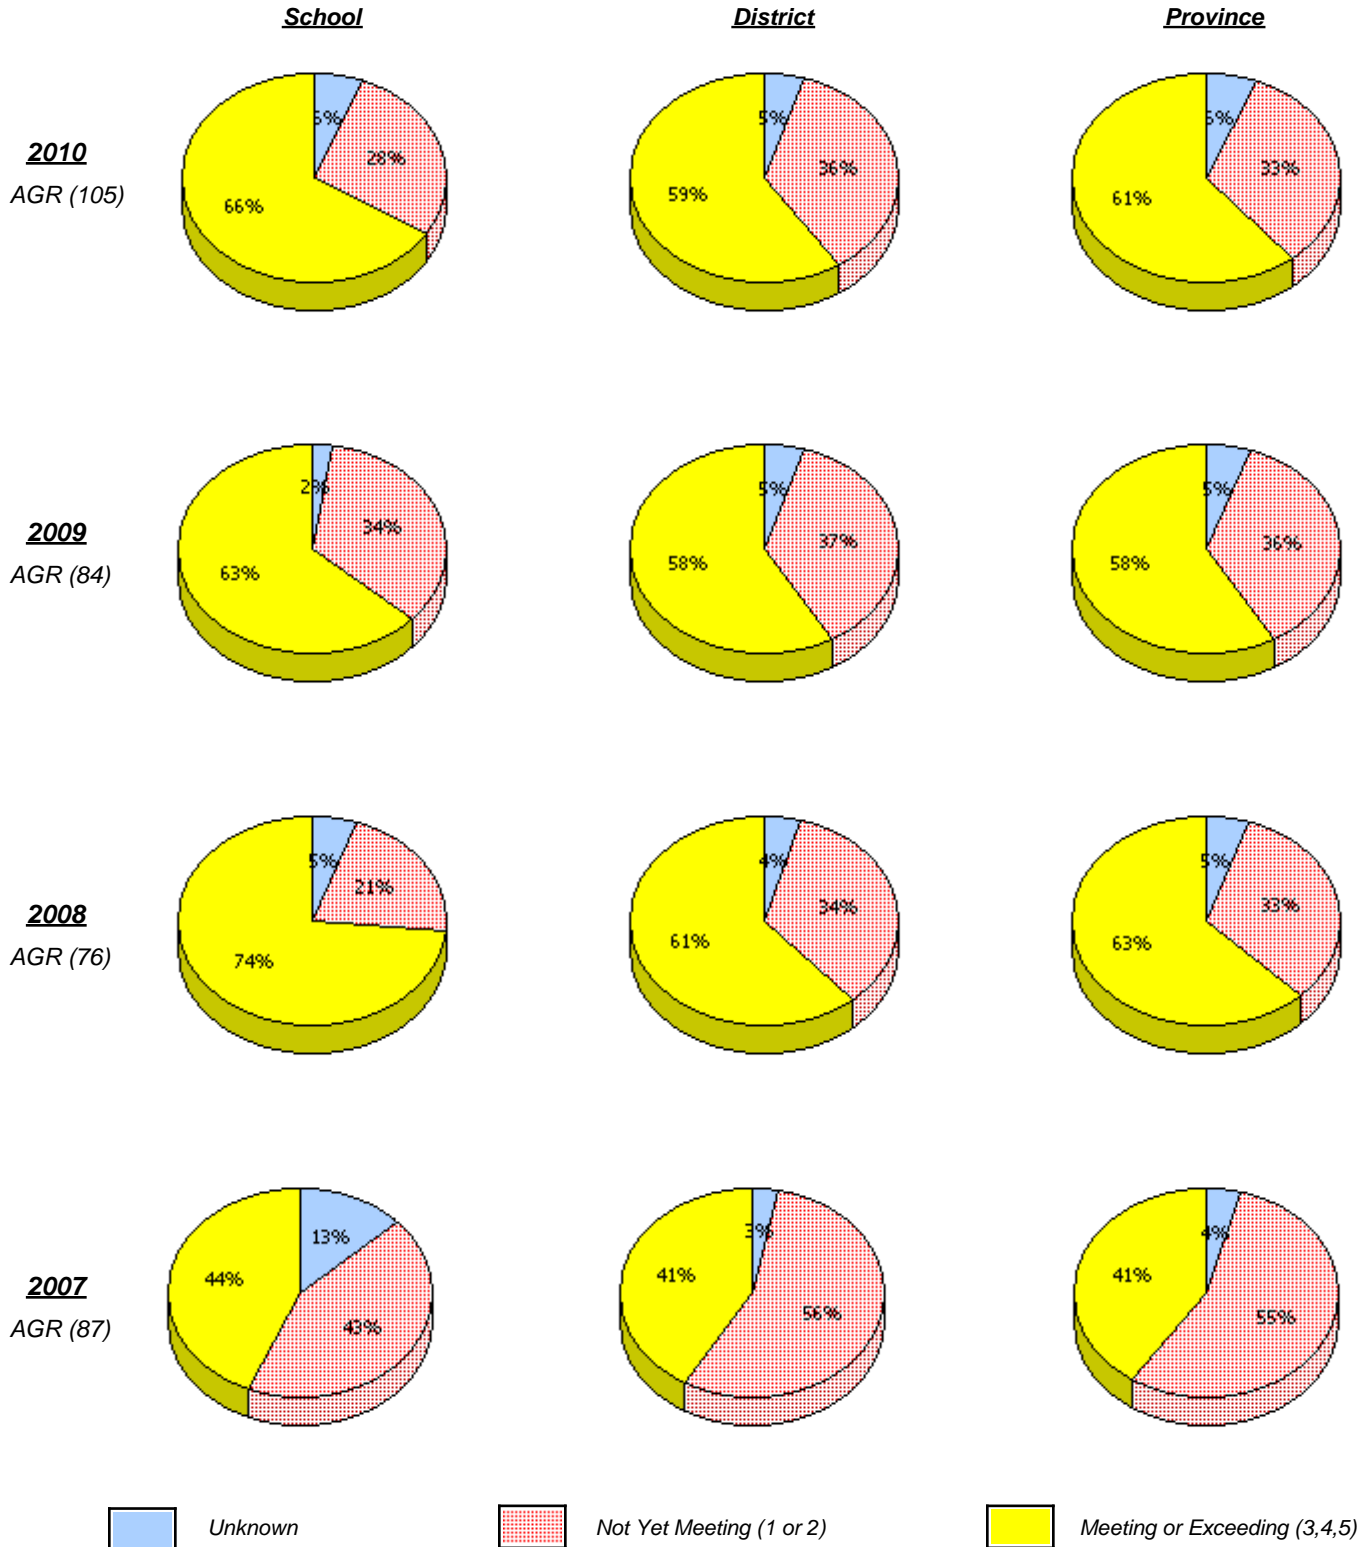 School District Province
6% 5% 6%
2010
28% 36% 33%
AGR (105)
66% 59% 61%
2% 5% 5%
2009
34% 37% 36%
AGR (84)
63% 58% 58%
5% 4% 5%
21% 34% 33%
2008
AGR (76)
74% 61% 63%
13% 3% 4%
2007
44% 41% 41%
43% 56% 55%
AGR (87)
Unknown Not Yet Meeting (1 or 2) Meeting or Exceeding (3,4,5)